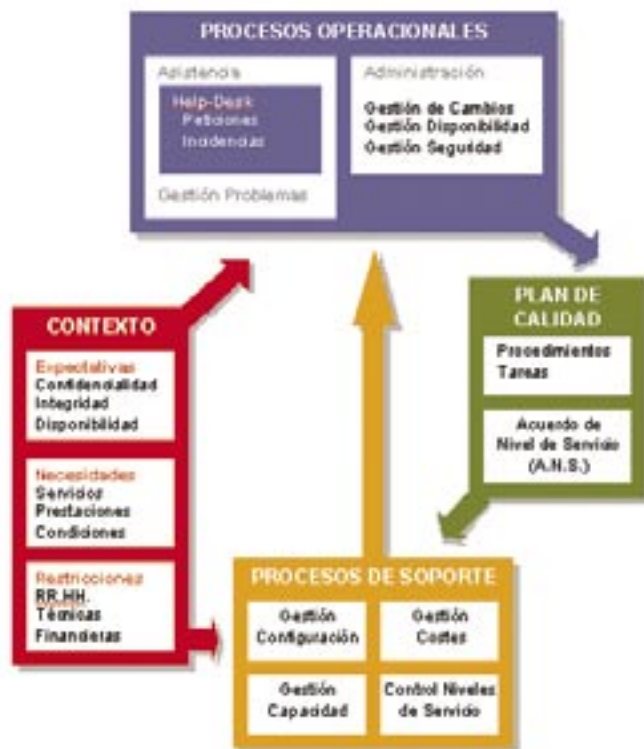 PROCESOS OPERACIONALES
Asistencia
Help-Desk
Peticiones
Incidencias
Gestión Problemas
Administración
Gestión de Cambios
Gestión Disponibilidad
Gestión Seguridad
CONTEXTO
Expectativas
Confidencialidad
Integridad
Disponibilidad
Necesidades
Servicios
Prestaciones
Condiciones
Restricciones
RR.HH.
Técnicas
Financieras
PLAN DE
CALIDAD
Procedimientos
Tareas
Acuerdo de
Nivel de Servicio
(A.N.S.)
PROCESOS DE SOPORTE
Gestión
Configuración
Gestión
Costes
Gestión
Capacidad
Control Niveles
de Servicio